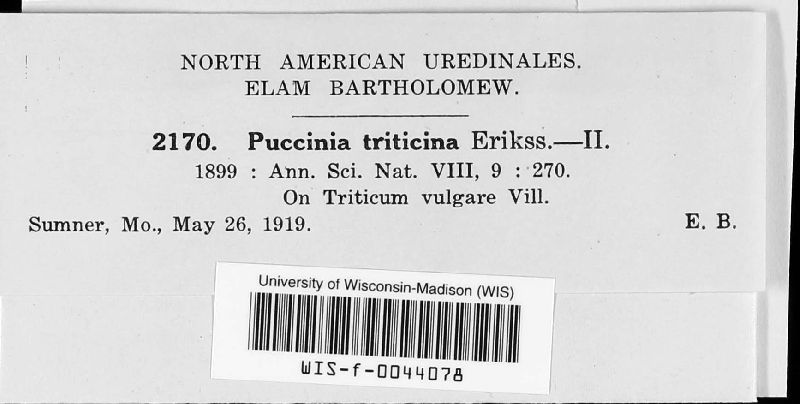 NORTH AMERICAN UREDINALES.
ELAM BARTHOLOMEW.
2170. Puccinia triticina Erikss.—II.
1899 : Ann. Sci. Nat. VIII, 9 : 270.
On Triticum vulgare Vill.
Sumner, Mo., May 26, 1919. E. B.
University of Wisconsin-Madison (WIS)
WIS-f-0044078